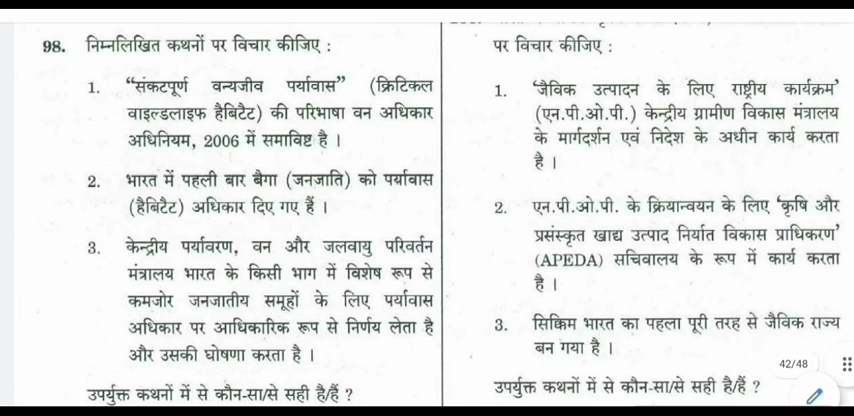 98. निम्नलिखित कथनों पर विचार कीजिए :
1. “संकटपूर्ण वन्यजीव पर्यावास” (क्रिटिकल
वाइल्डलाइफ हैबिटैट) की परिभाषा वन अधिकार
अधिनियम, 2006 में समाविष्ट है ।
2. भारत में पहली बार बैगा (जनजाति) को पर्यावास
(हैबिटैट) अधिकार दिए गए हैं ।
3. केन्द्रीय पर्यावरण, वन और जलवायु परिवर्तन
मंत्रालय भारत के किसी भाग में विशेष रूप से
कमजोर जनजातीय समूहों के लिए पर्यावास
अधिकार पर आधिकारिक रूप से निर्णय लेता है
और उसकी घोषणा करता है ।
उपर्युक्त कथनों में से कौन-सा/से सही है/हैं ?
पर विचार कीजिए :
1. ‘जैविक उत्पादन के लिए राष्ट्रीय कार्यक्रम’
(एन.पी.ओ.पी.) केन्द्रीय ग्रामीण विकास मंत्रालय
के मार्गदर्शन एवं निदेश के अधीन कार्य करता
है ।
2. एन.पी.ओ.पी. के क्रियान्वयन के लिए ‘कृषि और
प्रसंस्कृत खाद्य उत्पाद निर्यात विकास प्राधिकरण’
(APEDA) सचिवालय के रूप में कार्य करता
है ।
3. सिक्किम भारत का पहला पूरी तरह से जैविक राज्य
बन गया है ।
42/48
उपर्युक्त कथनों में से कौन-सा/से सही है/हैं ?